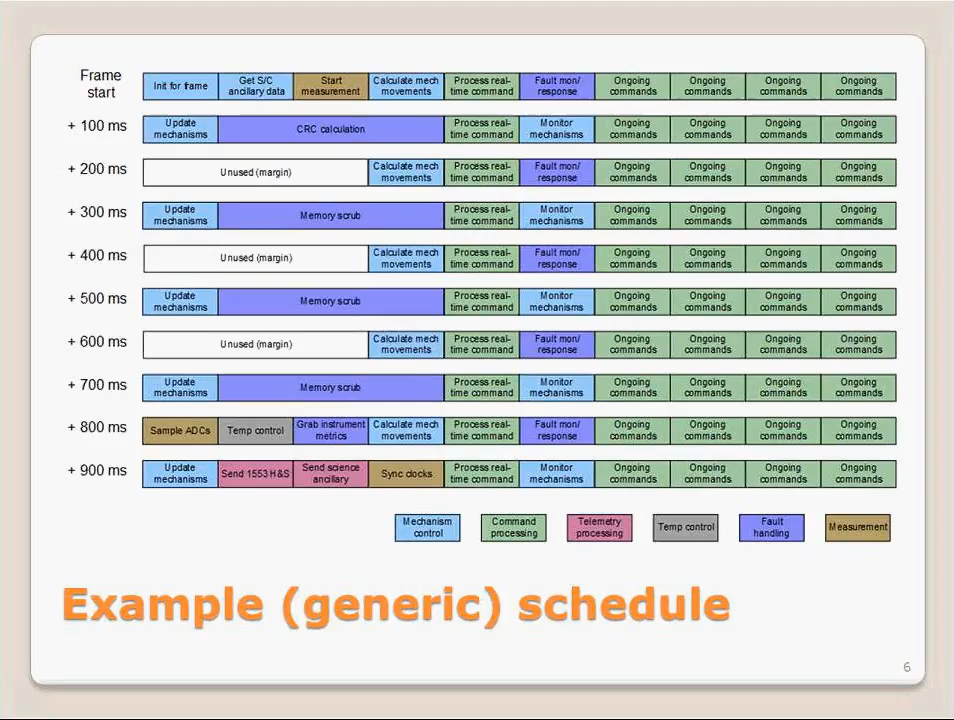 Frame
start
Init for frame
Get S/C
ancillary data
Start
measurement
Calculate mech
movements
Process real-
time command
Fault mon/
response
Ongoing
commands
Ongoing
commands
Ongoing
commands
Ongoing
commands
+ 100 ms
Update
mechanisms
CRC calculation
Process real-
time command
Monitor
mechanisms
Ongoing
commands
Ongoing
commands
Ongoing
commands
Ongoing
commands
+ 200 ms
Unused (margin)
Calculate mech
movements
Process real-
time command
Fault mon/
response
Ongoing
commands
Ongoing
commands
Ongoing
commands
Ongoing
commands
+ 300 ms
Update
mechanisms
Memory scrub
Process real-
time command
Monitor
mechanisms
Ongoing
commands
Ongoing
commands
Ongoing
commands
Ongoing
commands
+ 400 ms
Unused (margin)
Calculate mech
movements
Process real-
time command
Fault mon/
response
Ongoing
commands
Ongoing
commands
Ongoing
commands
Ongoing
commands
+ 500 ms
Update
mechanisms
Memory scrub
Process real-
time command
Monitor
mechanisms
Ongoing
commands
Ongoing
commands
Ongoing
commands
Ongoing
commands
+ 600 ms
Unused (margin)
Calculate mech
movements
Process real-
time command
Fault mon/
response
Ongoing
commands
Ongoing
commands
Ongoing
commands
Ongoing
commands
+ 700 ms
Update
mechanisms
Memory scrub
Process real-
time command
Monitor
mechanisms
Ongoing
commands
Ongoing
commands
Ongoing
commands
Ongoing
commands
+ 800 ms
Sample ADCs
Temp control
Grab instrument
metrics
Calculate mech
movements
Process real-
time command
Fault mon/
response
Ongoing
commands
Ongoing
commands
Ongoing
commands
Ongoing
commands
+ 900 ms
Update
mechanisms
Send 1553 H&S
Send science
ancillary
Sync clocks
Process real-
time command
Monitor
mechanisms
Ongoing
commands
Ongoing
commands
Ongoing
commands
Ongoing
commands
Mechanism
control
Command
processing
Telemetry
processing
Temp control
Fault
handling
Measurement
Example (generic) schedule
6